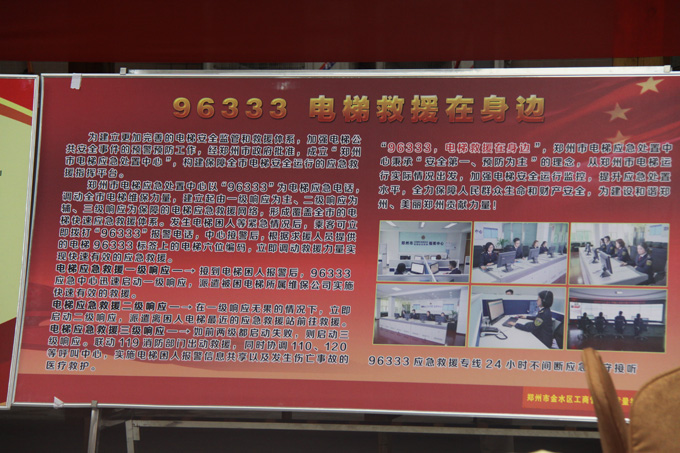 96333 电梯救援在身边
为建立更加完善的电梯安全监管和救援体系，加强电梯公
共安全事件的预警预防工作，经郑州市政府批准，成立“郑州
市电梯应急处置中心”，构建保障全市电梯安全运行的应急救
援指挥平台。
郑州市电梯应急处置中心以“96333”为电梯应急电话，
调动全市电梯维保力量，建立起由一级响应为主、二级响应为
辅、三级响应为保障的电梯应急救援网络，形成覆盖全市的电
梯快速应急救援体系，发生电梯困人等紧急情况后，乘客可立
即拨打“96333”报警电话，中心接警后，根据求援人员提供
的电梯96333标签上的电梯六位编码，立即调动救援力量实
现快速有效的应急救援。
电梯应急救援一级响应——→接到电梯困人报警后，96333
应急中心迅速启动一级响应，派遣被困电梯所属维保公司实施
快速有效的救援。
电梯应急救援二级响应——→在一级响应无果的情况下，立即
启动二级响应，派遣离困人电梯最近的应急救援站前往救援。
电梯应急救援三级响应——→如前两级都启动失败，则启动三
级响应。联动119消防部门出动救援，同时协调110、120
等呼叫中心，实施电梯困人报警信息共享以及发生伤亡事故的
医疗救护。
“96333，电梯救援在身边”，郑州市电梯应急处置中
心秉承“安全第一、预防为主”的理念，从郑州市电梯运
行实际情况出发，加强电梯安全运行监控，提升应急处置
水平，全力保障人民群众生命和财产安全，为建设和谐郑
州、美丽郑州贡献力量！
96333应急救援专线24小时不间断应急 守接听
郑州市金水区工商